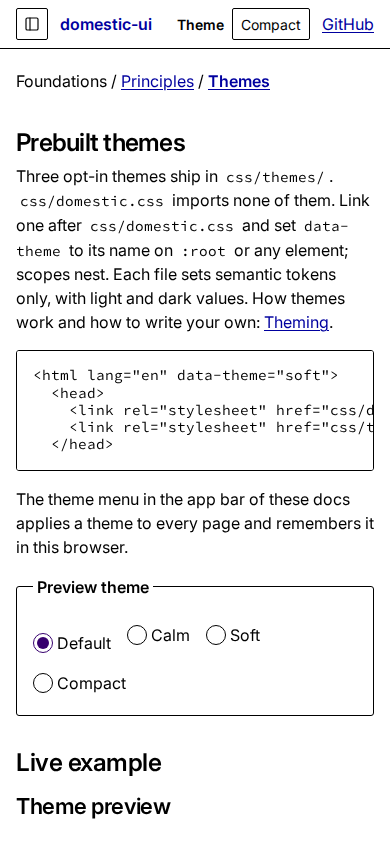 domestic-ui Theme Compact GitHub
Foundations / Principles / Themes
Prebuilt themes
Three opt-in themes ship in css/themes/.
css/domestic.css imports none of them. Link
one after css/domestic.css and set data-
theme to its name on :root or any element;
scopes nest. Each file sets semantic tokens
only, with light and dark values. How themes
work and how to write your own: Theming.
<html lang="en" data-theme="soft">
<head>
<link rel="stylesheet" href="css/d
<link rel="stylesheet" href="css/t
</head>
The theme menu in the app bar of these docs
applies a theme to every page and remembers it
in this browser.
Preview theme
Default Calm Soft
Compact
Live example
Theme preview